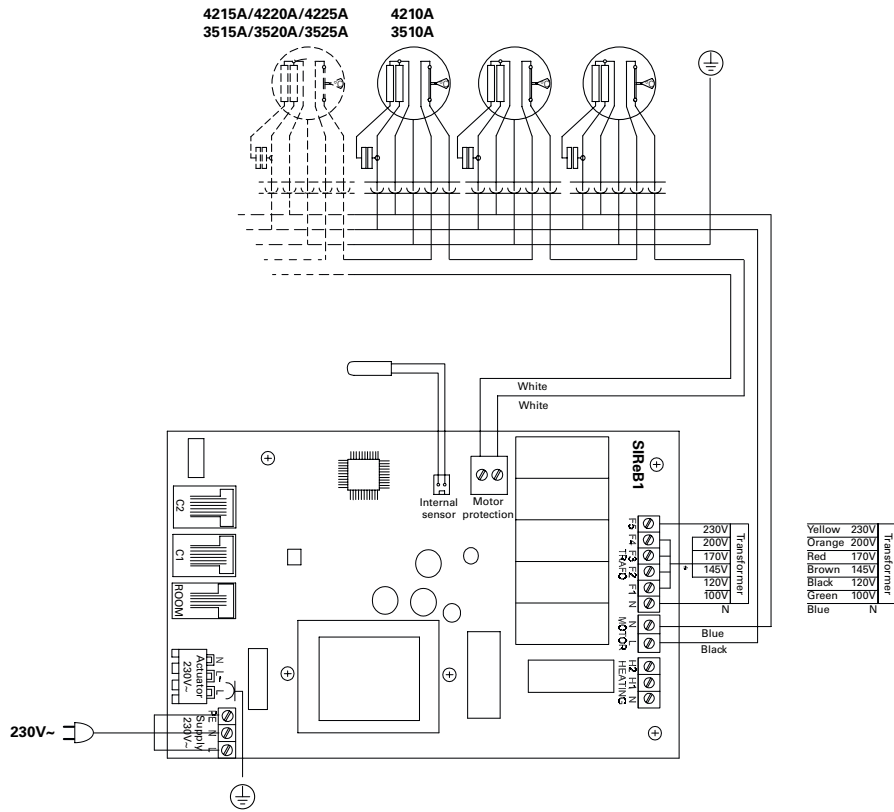 4215A/4220A/4225A 4210A
3515A/3520A/3525A 3510A
White
White
SIReB1
Internal
sensor
Motor
protection
C2
C1
ROOM
F5 F4 F3 F2 F1 N
TRAFO
230V
200V
170V
145V
120V
100V
N
Transformer
*
Yellow 230V
Orange 200V
Red 170V
Brown 145V
Black 120V
Green 100V
Blue N
Transformer
N L
MOTOR
Blue
Black
H2 H1 N
HEATING
Actuator
230V~
N L' L
PE N L
Supply
230V~
230V~